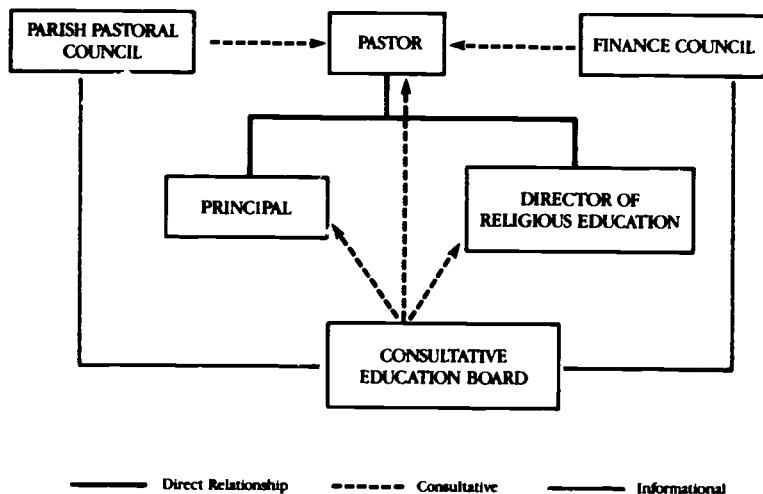 PARISH PASTORAL
COUNCIL
PASTOR
FINANCE COUNCIL
PRINCIPAL
DIRECTOR OF
RELIGIOUS EDUCATION
CONSULTATIVE
EDUCATION BOARD
Direct Relationship
Consultative
Informational